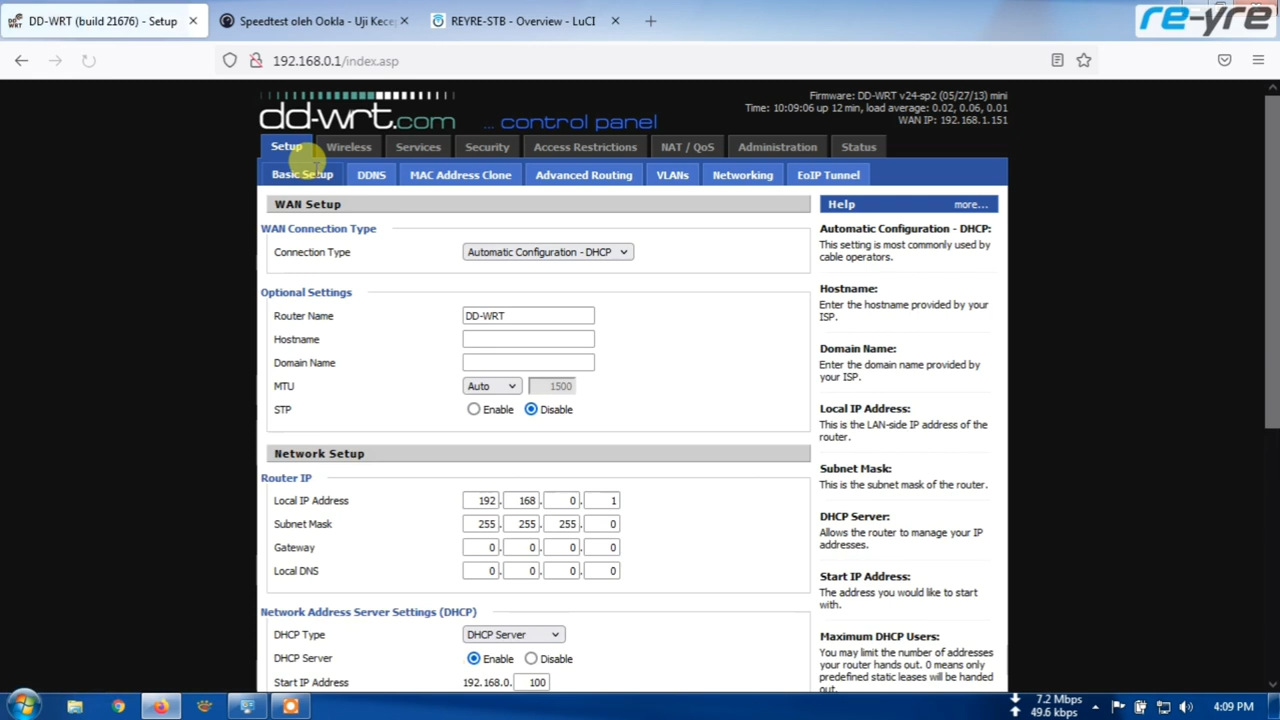 DD-WRT (build 21676) - Setup
Speedtest oleh Ookla - Uji Kecep
REYRE-STB - Overview - LuCI
re-yre
192.168.0.1/index.asp
Firmware: DD-WRT v24-sp2 (05/27/13) mini
Time: 10:09:06 up 12 min, load average: 0.02, 0.06, 0.01
WAN IP: 192.168.1.151
dd-wrt.com ... control panel
Setup Wireless Services Security Access Restrictions NAT / QoS Administration Status
Basic Setup DDNS MAC Address Clone Advanced Routing VLANs Networking EoIP Tunnel
WAN Setup
WAN Connection Type
Connection Type Automatic Configuration - DHCP
Optional Settings
Router Name DD-WRT
Hostname
Domain Name
MTU Auto 1500
STP Enable Disable
Network Setup
Router IP
Local IP Address 192. 168. 0. 1
Subnet Mask 255. 255. 255. 0
Gateway 0. 0. 0. 0
Local DNS 0. 0. 0. 0
Network Address Server Settings (DHCP)
DHCP Type DHCP Server
DHCP Server Enable Disable
Start IP Address 192.168.0. 100
Help more...
Automatic Configuration - DHCP:
This setting is most commonly used by
cable operators.
Hostname:
Enter the hostname provided by your
ISP.
Domain Name:
Enter the domain name provided by
your ISP.
Local IP Address:
This is the LAN-side IP address of the
router.
Subnet Mask:
This is the subnet mask of the router.
DHCP Server:
Allows the router to manage your IP
addresses.
Start IP Address:
The address you would like to start
with.
Maximum DHCP Users:
You may limit the number of addresses
your router hands out. 0 means only
predefined static leases will be handed
out.
7.2 Mbps
49.6 kbps
4:09 PM